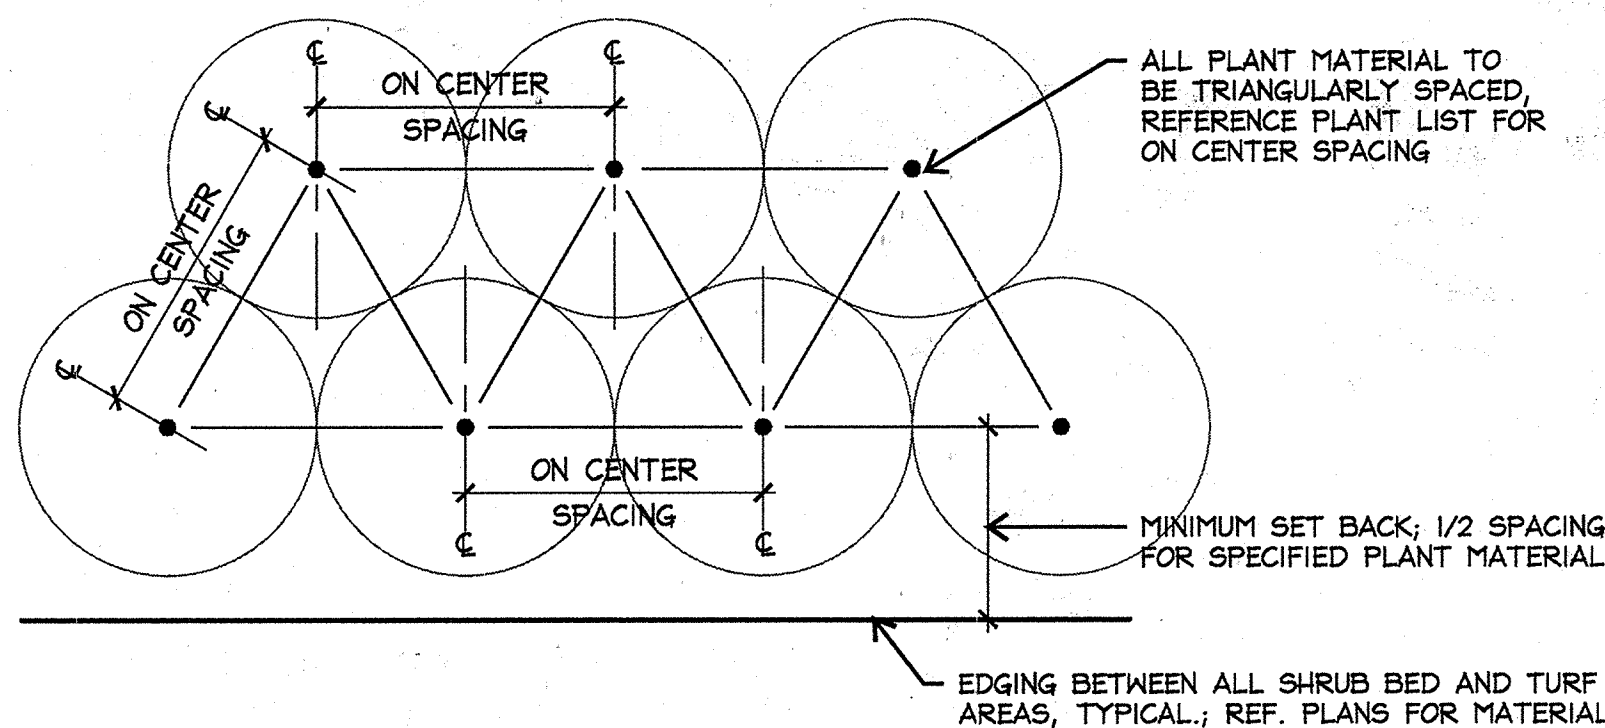 ℄
℄
ON CENTER
SPACING
℄
ON CENTER
SPACING
℄
ALL PLANT MATERIAL TO
BE TRIANGULARLY SPACED,
REFERENCE PLANT LIST FOR
ON CENTER SPACING
ON CENTER
SPACING
℄
℄
MINIMUM SET BACK; 1/2 SPACING
FOR SPECIFIED PLANT MATERIAL
EDGING BETWEEN ALL SHRUB BED AND TURF
AREAS, TYPICAL.; REF. PLANS FOR MATERIAL